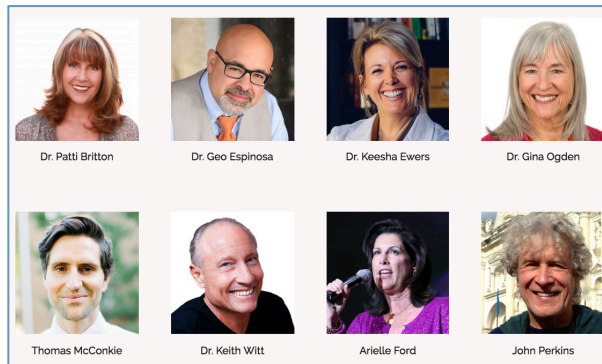 Dr. Patti Britton
Dr. Geo Espinosa
Dr. Keesha Ewers
Dr. Gina Ogden
Thomas McConkie
Dr. Keith Witt
Arielle Ford
John Perkins